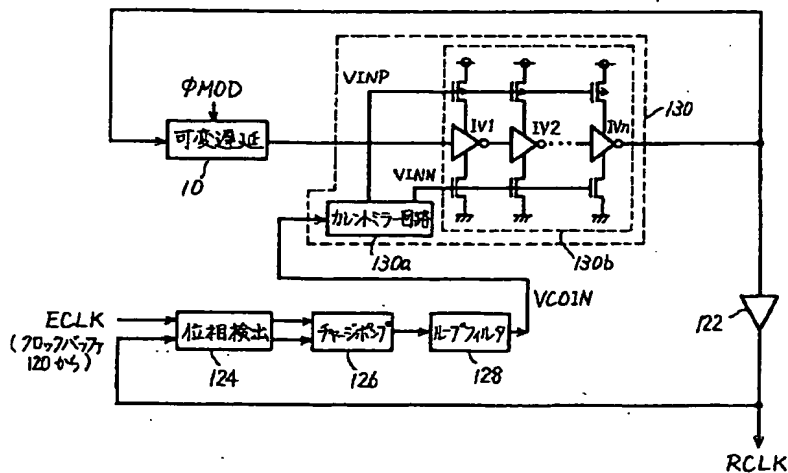 VINP
ΦMOD
130
IV1
IV2
IVn
可変遅延
10
VINN
カレントミラー回路
130a
130b
VCOIN
122
ECLK
(クロックバッファ
120から)
位相検出
チャージポンプ
ループフィルタ
124
126
128
RCLK